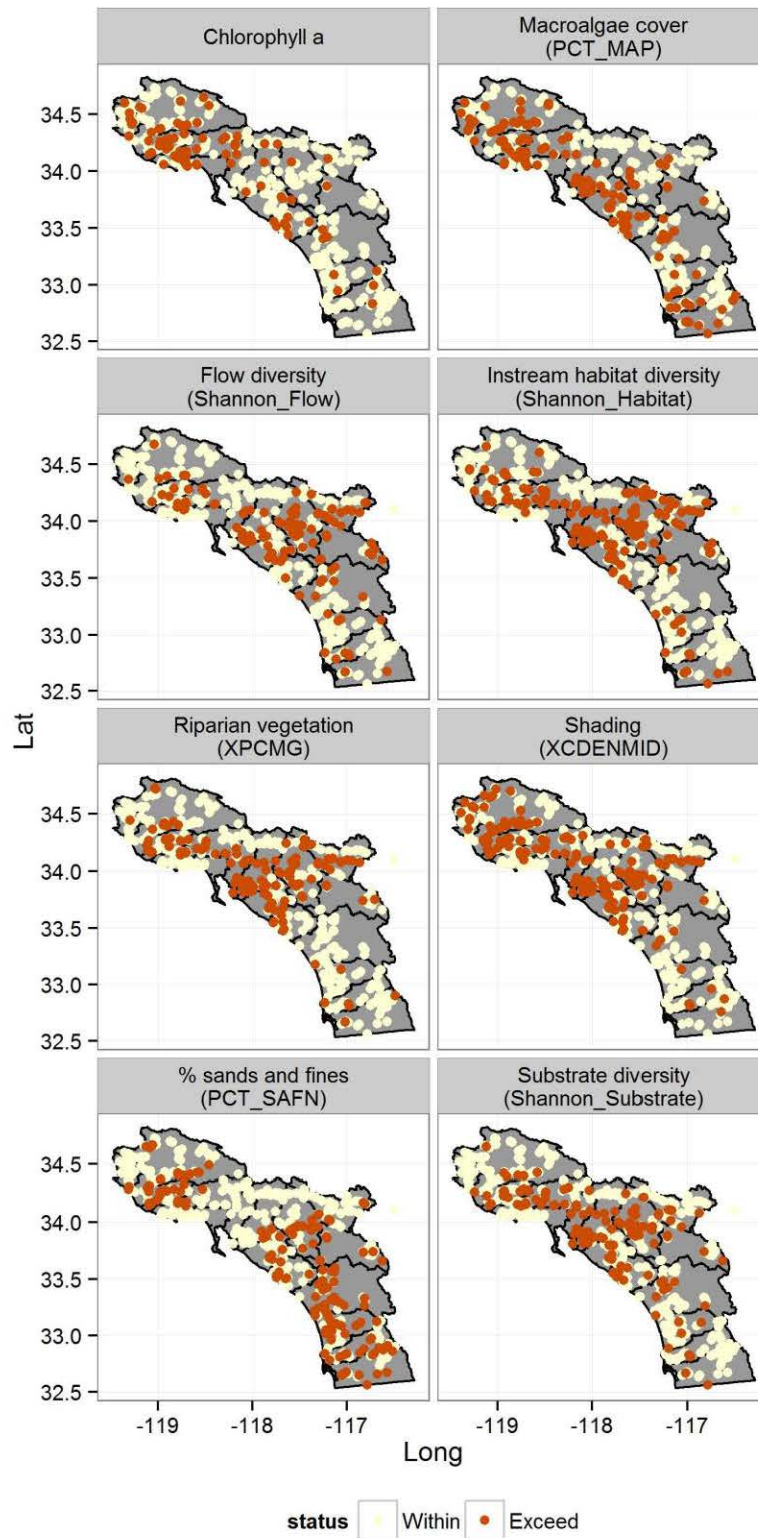 Chlorophyll a
Macroalgae cover
(PCT_MAP)
34.5
34.0
33.5
33.0
32.5
Flow diversity
(Shannon_Flow)
Instream habitat diversity
(Shannon_Habitat)
34.5
34.0
33.5
33.0
32.5
Lat
Riparian vegetation
(XPCMG)
Shading
(XCDENMID)
34.5
34.0
33.5
33.0
32.5
% sands and fines
(PCT_SAFN)
Substrate diversity
(Shannon_Substrate)
34.5
34.0
33.5
33.0
32.5
-119 -118 -117 -119 -118 -117
Long
status Within Exceed